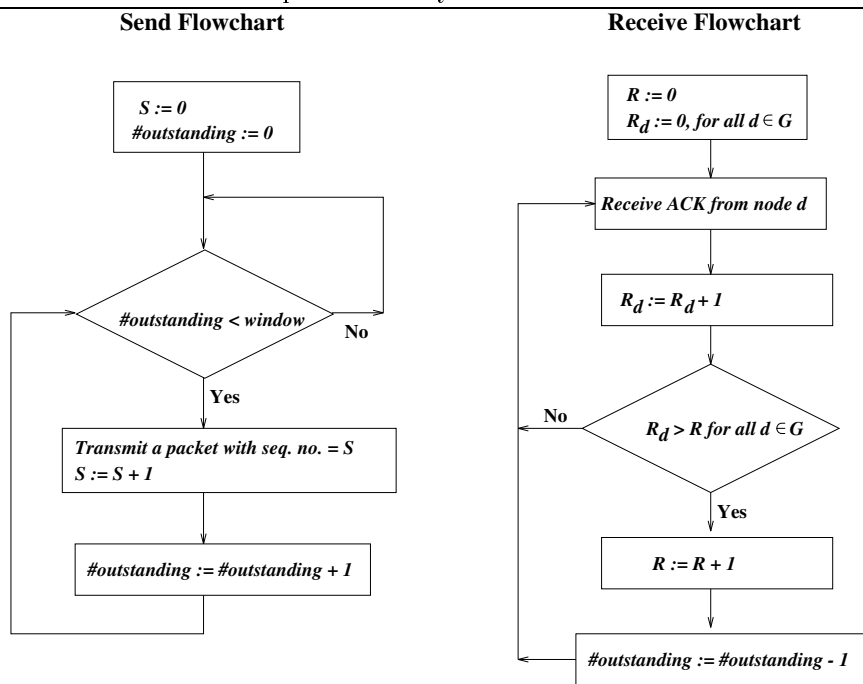 Send Flowchart
S := 0
#outstanding := 0
#outstanding < window
No
Yes
Transmit a packet with seq. no. = S
S := S + 1
#outstanding := #outstanding + 1
Receive Flowchart
R := 0
R_d := 0, for all d ∈ G
Receive ACK from node d
R_d := R_d + 1
No
R_d > R for all d ∈ G
Yes
R := R + 1
#outstanding := #outstanding - 1